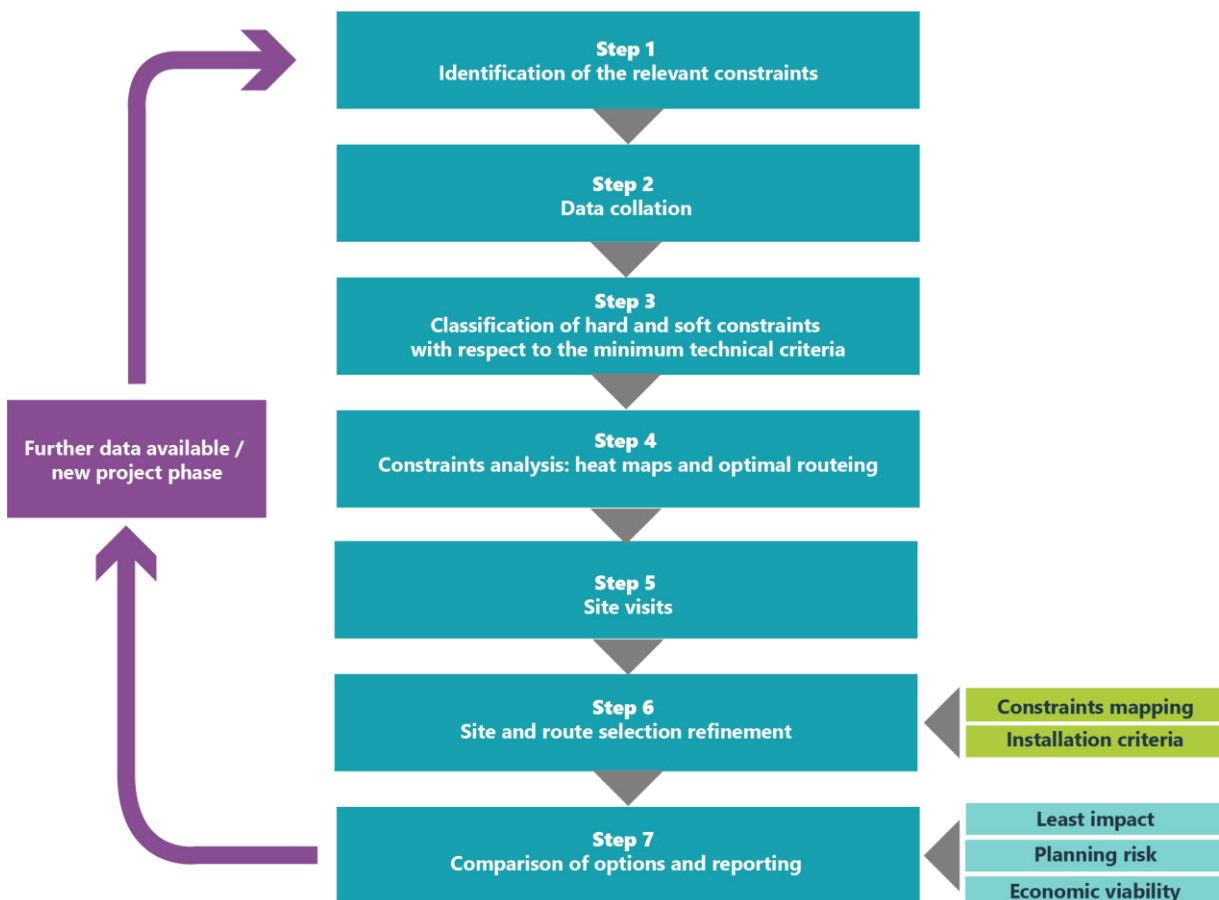 Step 1
Identification of the relevant constraints
Step 2
Data collation
Step 3
Classification of hard and soft constraints
with respect to the minimum technical criteria
Further data available /
new project phase
Step 4
Constraints analysis: heat maps and optimal routeing
Step 5
Site visits
Step 6
Site and route selection refinement
Constraints mapping
Installation criteria
Step 7
Comparison of options and reporting
Least impact
Planning risk
Economic viability